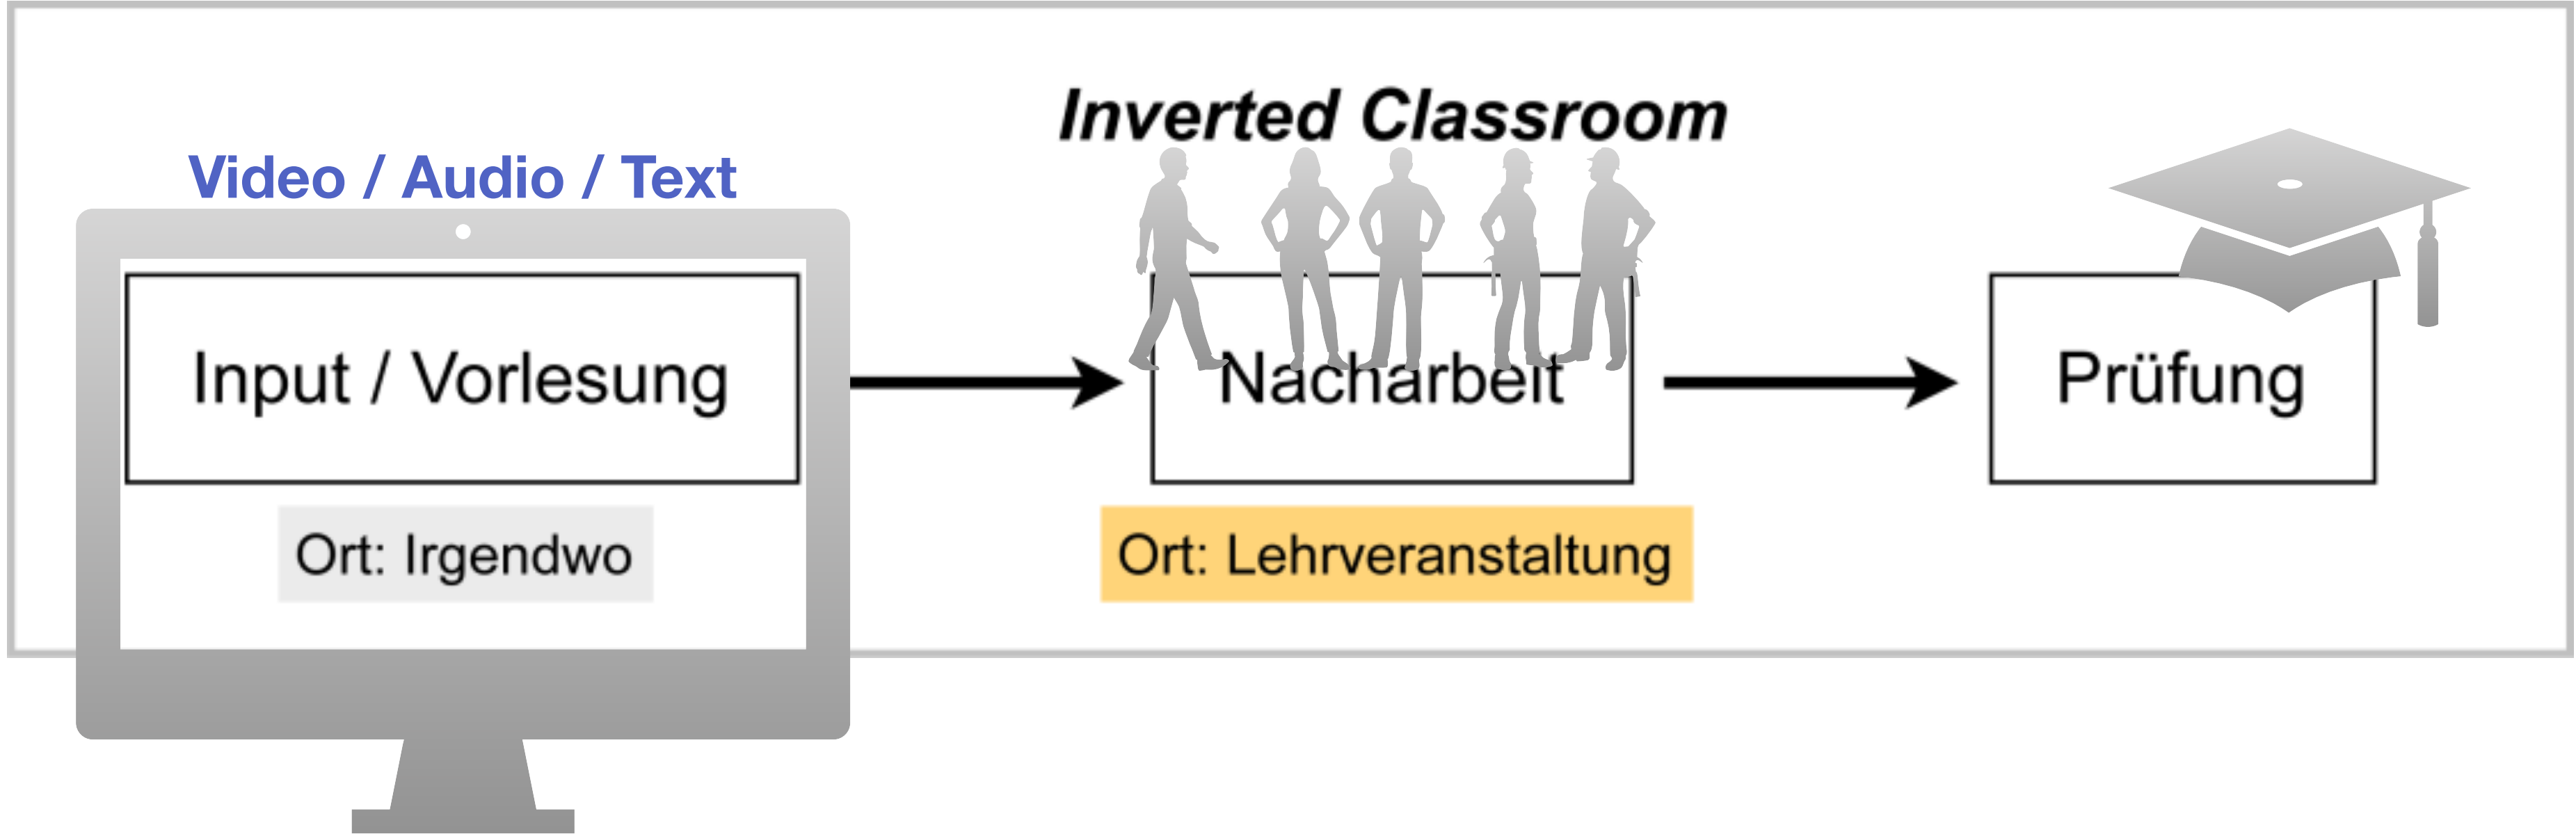 Inverted Classroom
Video / Audio / Text
Input / Vorlesung
Nacharbeit
Prüfung
Ort: Irgendwo
Ort: Lehrveranstaltung